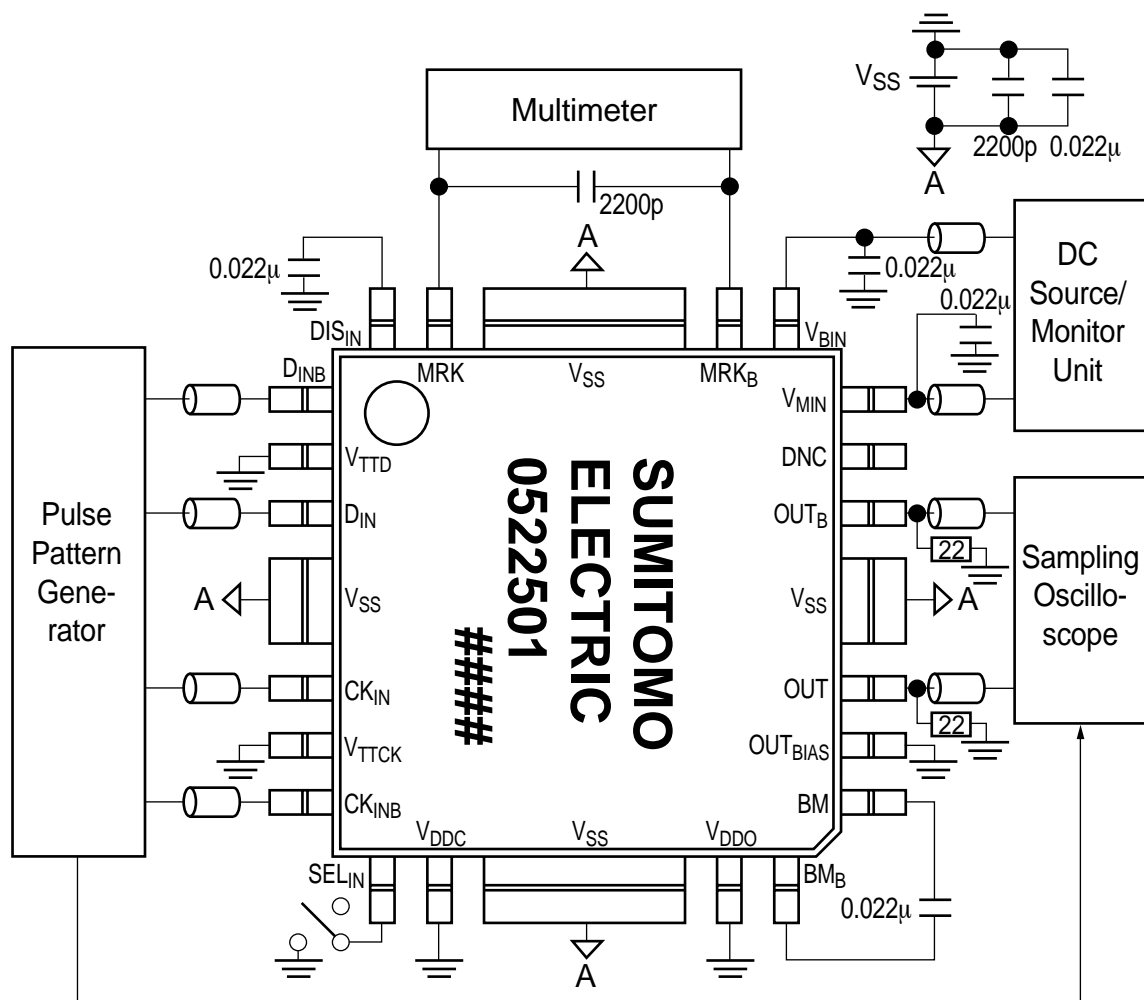 VSS
2200p 0.022µ
A
Multimeter
2200p
A
0.022µ
0.022µ
0.022µ
DC
Source/
Monitor
Unit
DISIN
MRK
VSS
MRKB
VBIN
Pulse
Pattern
Gene-
rator
DINB
VTTD
DIN
A
VSS
CKIN
VTTCK
CKINB
SUMITOMO
ELECTRIC
0522501
####
VMIN
DNC
OUTB
22
VSS
A
OUT
22
OUTBIAS
BM
Sampling
Oscillo-
scope
VDDC
VSS
VDDO
SELIN
BMB
0.022µ
A